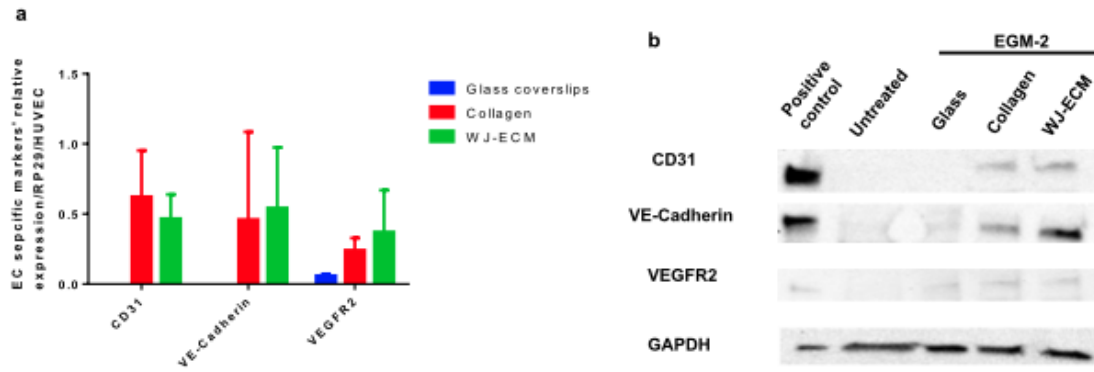 a
EC sepcific markers' relative
expression/RP29/HUVEC
1.5
1.0
0.5
0.0
CD31
VE-Cadherin
VEGFR2
Glass coverslips
Collagen
WJ-ECM
b
EGM-2
Positive
control
Untreated
Glass
Collagen
WJ-ECM
CD31
VE-Cadherin
VEGFR2
GAPDH